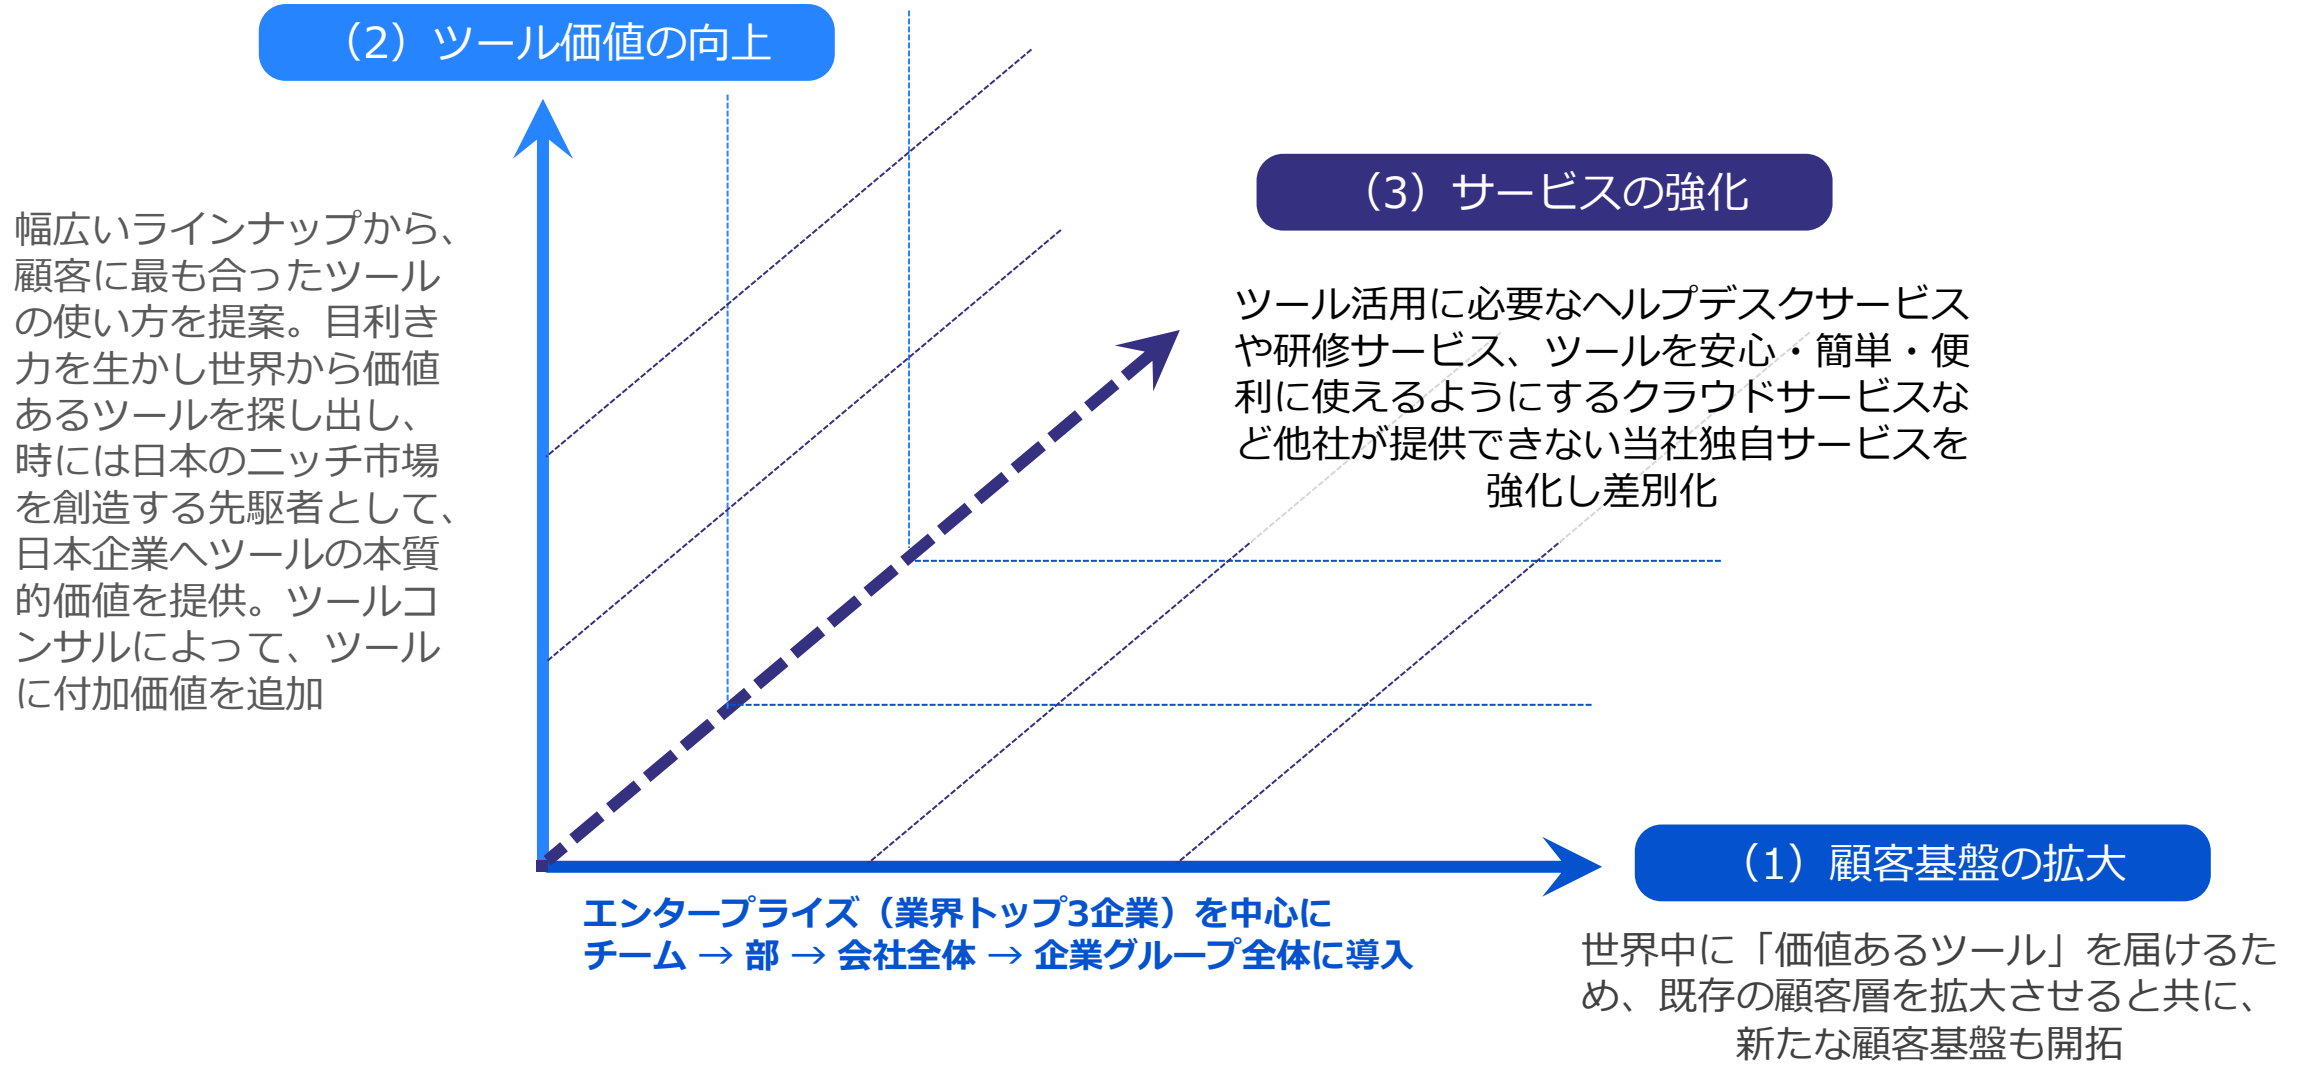 （2）ツール価値の向上
幅広いラインナップから、
顧客に最も合ったツール
の使い方を提案。目利き
力を生かし世界から価値
あるツールを探し出し、
時には日本のニッチ市場
を創造する先駆者として、
日本企業へツールの本質
的価値を提供。ツールコ
ンサルによって、ツール
に付加価値を追加
（3）サービスの強化
ツール活用に必要なヘルプデスクサービス
や研修サービス、ツールを安心・簡単・便
利に使えるようにするクラウドサービスな
ど他社が提供できない当社独自サービスを
強化し差別化
エンタープライズ（業界トップ3企業）を中心に
チーム → 部 → 会社全体 → 企業グループ全体に導入
（1）顧客基盤の拡大
世界中に「価値あるツール」を届けるた
め、既存の顧客層を拡大させると共に、
新たな顧客基盤も開拓